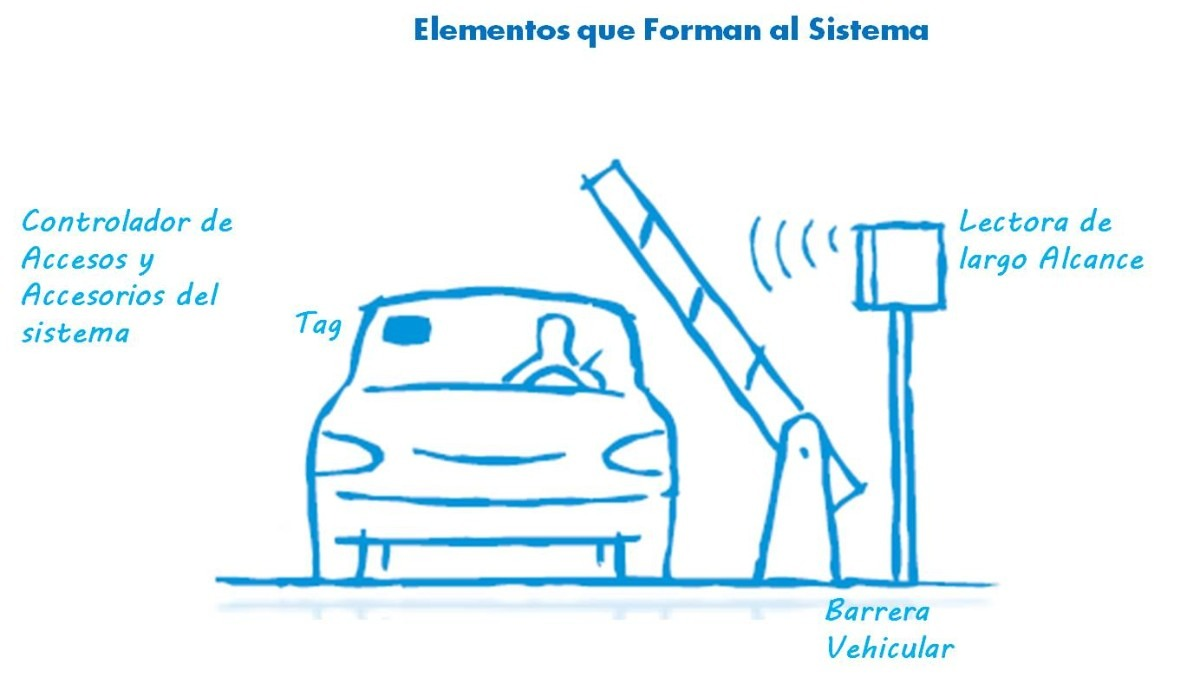 Elementos que Forman al Sistema
Controlador de
Accesos y
Accesorios del
sistema
Tag
Lectora de
largo Alcance
Barrera
Vehicular